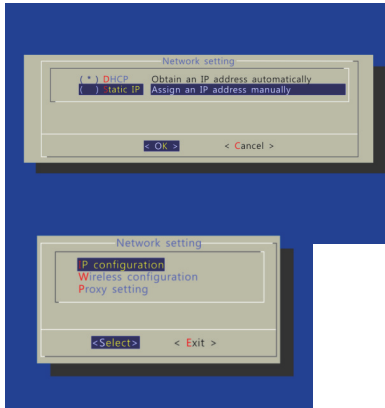 Network setting
(*) DHCP Obtain an IP address automatically
( ) Static IP Assign an IP address manually
< OK > < Cancel >
Network setting
IP configuration
Wireless configuration
Proxy setting
<Select> < Exit >